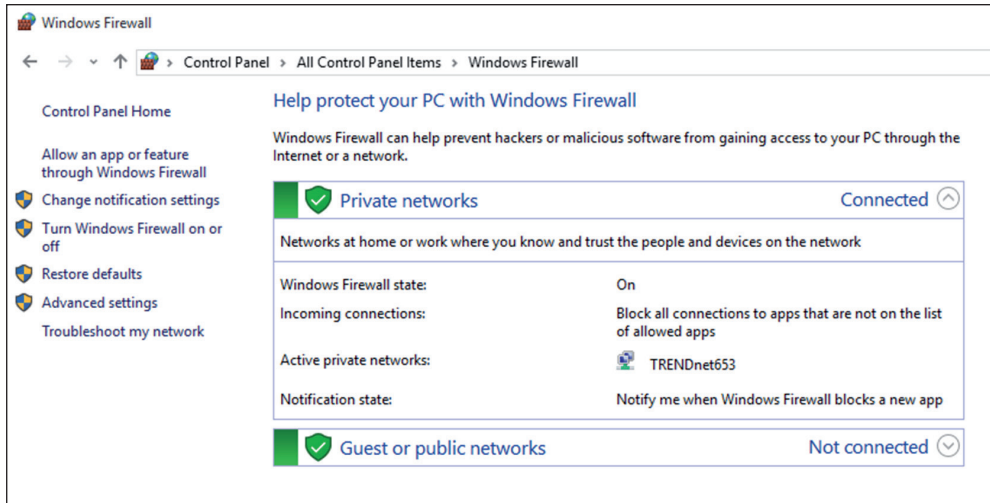 Windows Firewall
Control Panel > All Control Panel Items > Windows Firewall
Control Panel Home
Allow an app or feature
through Windows Firewall
Change notification settings
Turn Windows Firewall on or
off
Restore defaults
Advanced settings
Troubleshoot my network
Help protect your PC with Windows Firewall
Windows Firewall can help prevent hackers or malicious software from gaining access to your PC through the
Internet or a network.
Private networks Connected
Networks at home or work where you know and trust the people and devices on the network
Windows Firewall state: On
Incoming connections: Block all connections to apps that are not on the list
of allowed apps
Active private networks: TRENDnet653
Notification state: Notify me when Windows Firewall blocks a new app
Guest or public networks Not connected